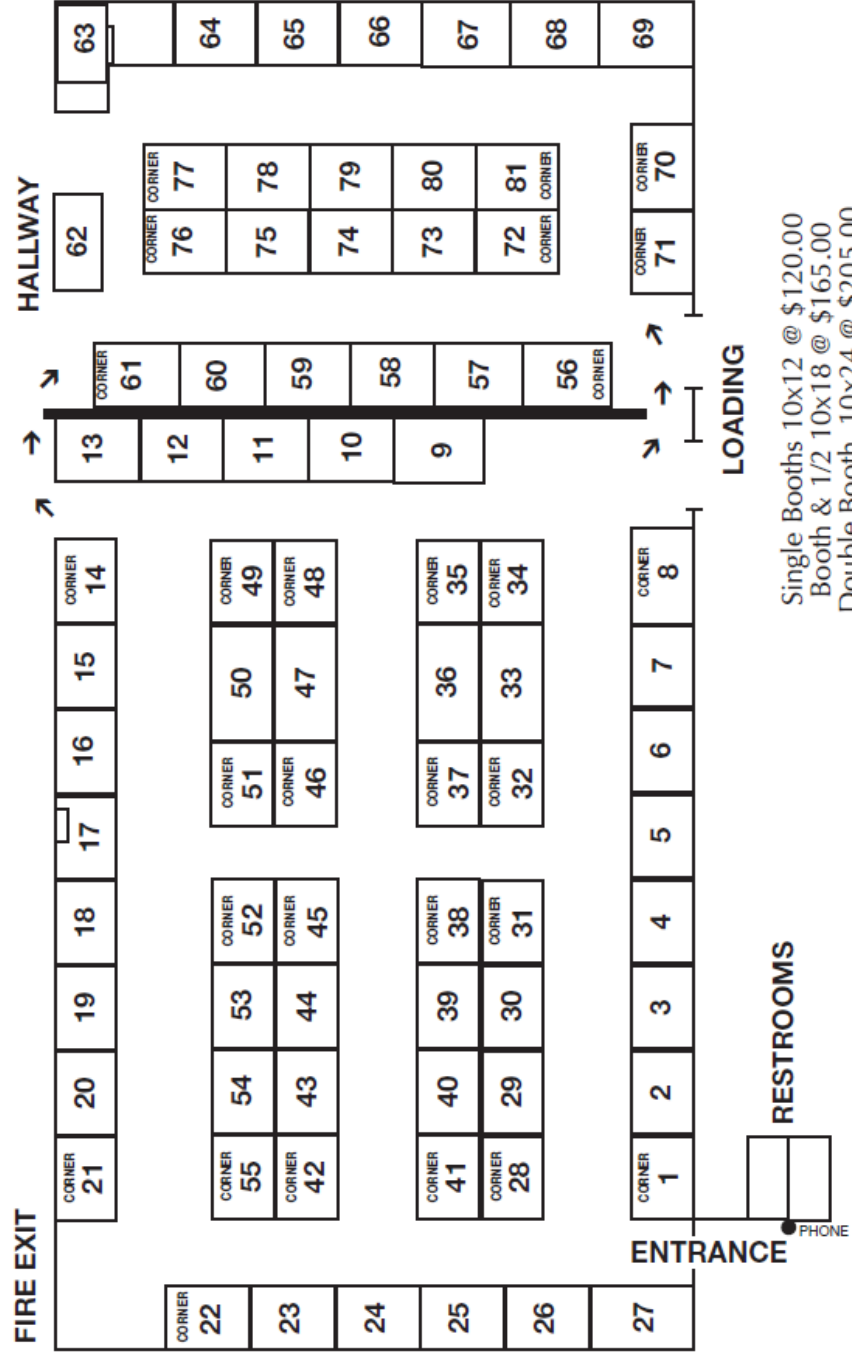 FIRE EXIT
HALLWAY
CORNER
21
20
19
18
17
16
15
CORNER
14
13
12
11
10
9
CORNER
22
23
24
25
26
27
CORNER
55
54
53
CORNER
52
CORNER
51
50
CORNER
49
CORNER
42
43
44
CORNER
45
CORNER
46
47
CORNER
48
CORNER
41
40
39
CORNER
38
CORNER
37
36
CORNER
35
CORNER
28
29
30
CORNER
31
CORNER
32
33
CORNER
34
CORNER
1
2
3
4
5
6
7
CORNER
8
CORNER
61
60
59
58
57
56
CORNER
62
63
64
65
66
67
68
69
CORNER
76
CORNER
77
75
78
74
79
73
80
72
CORNER
81
CORNER
CORNER
71
CORNER
70
ENTRANCE
PHONE
RESTROOMS
LOADING
Single Booths 10x12 @ $120.00
Booth & 1/2 10x18 @ $165.00
Double Booth 10x24 @ $205.00